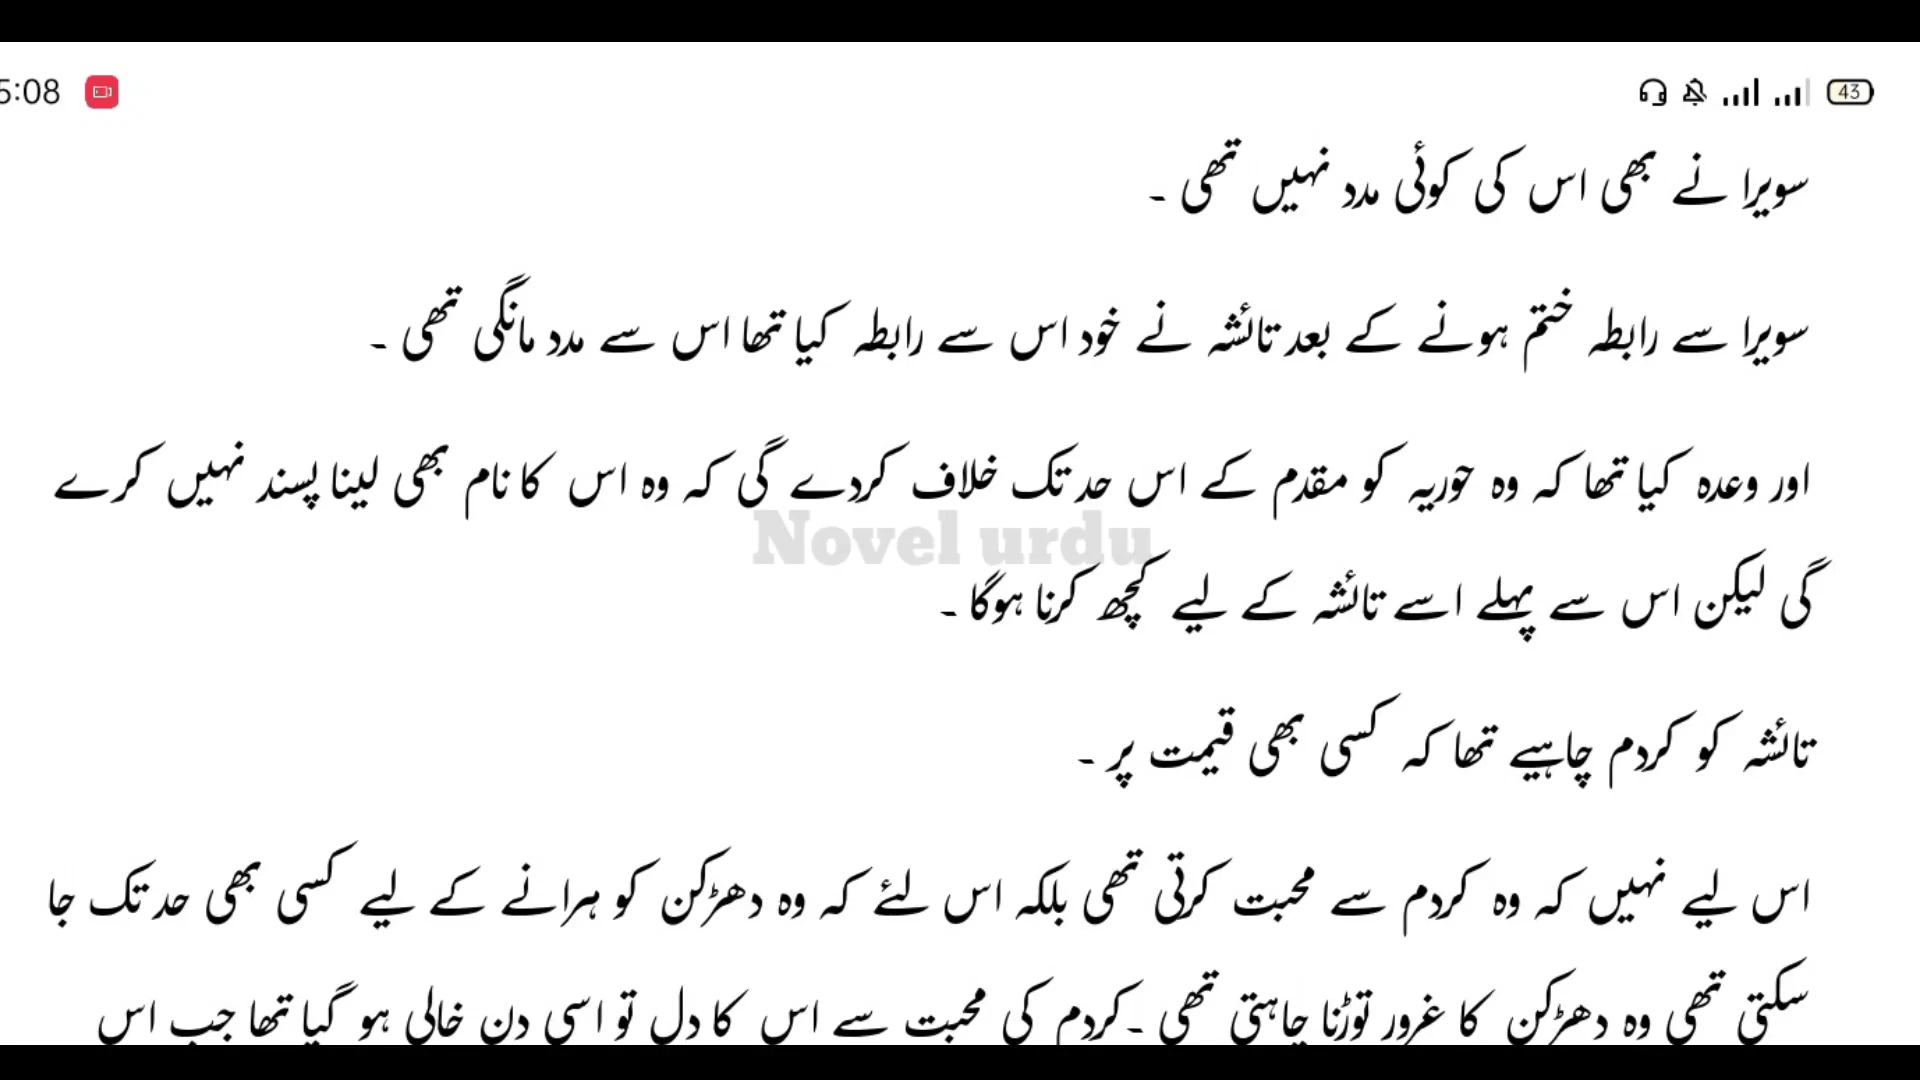 5:08
43
سویرا نے بھی اس کی کوئی مدد نہیں تھی ۔
سویرا سے رابطہ ختم ہونے کے بعد تائشہ نے خود اس سے رابطہ کیا تھا اس سے مدد مانگی تھی ۔
اور وعدہ کیا تھا کہ وہ حوریہ کو مقدم کے اس حد تک خلاف کردے گی کہ وہ اس کا نام بھی لینا پسند نہیں کرے
Novel urdu
گی لیکن اس سے پہلے اسے تائشہ کے لیے کچھ کرنا ہوگا ۔
تائشہ کو کردم چاہیے تھا کہ کسی بھی قیمت پر ۔
اس لیے نہیں کہ وہ کردم سے محبت کرتی تھی بلکہ اس لئے کہ وہ دھڑکن کو ہرانے کے لیے کسی بھی حد تک جا
سکتی تھی وہ دھڑکن کا غرور توڑنا چاہتی تھی ۔کردم کی محبت سے اس کا دل تو اسی دن خالی ہو گیا تھا جب اس